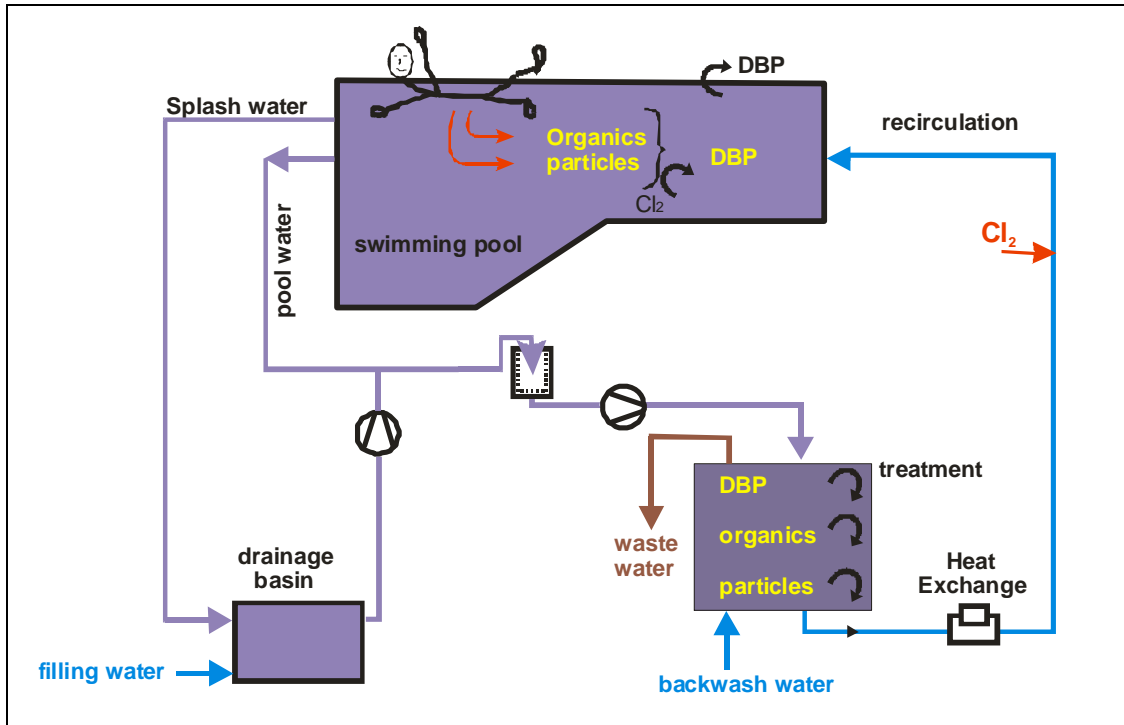 DBP
Splash water
recirculation
Organics
particles
DBP
Cl₂
swimming pool
pool water
Cl₂
treatment
DBP
organics
particles
waste
water
drainage
basin
Heat
Exchange
filling water
backwash water